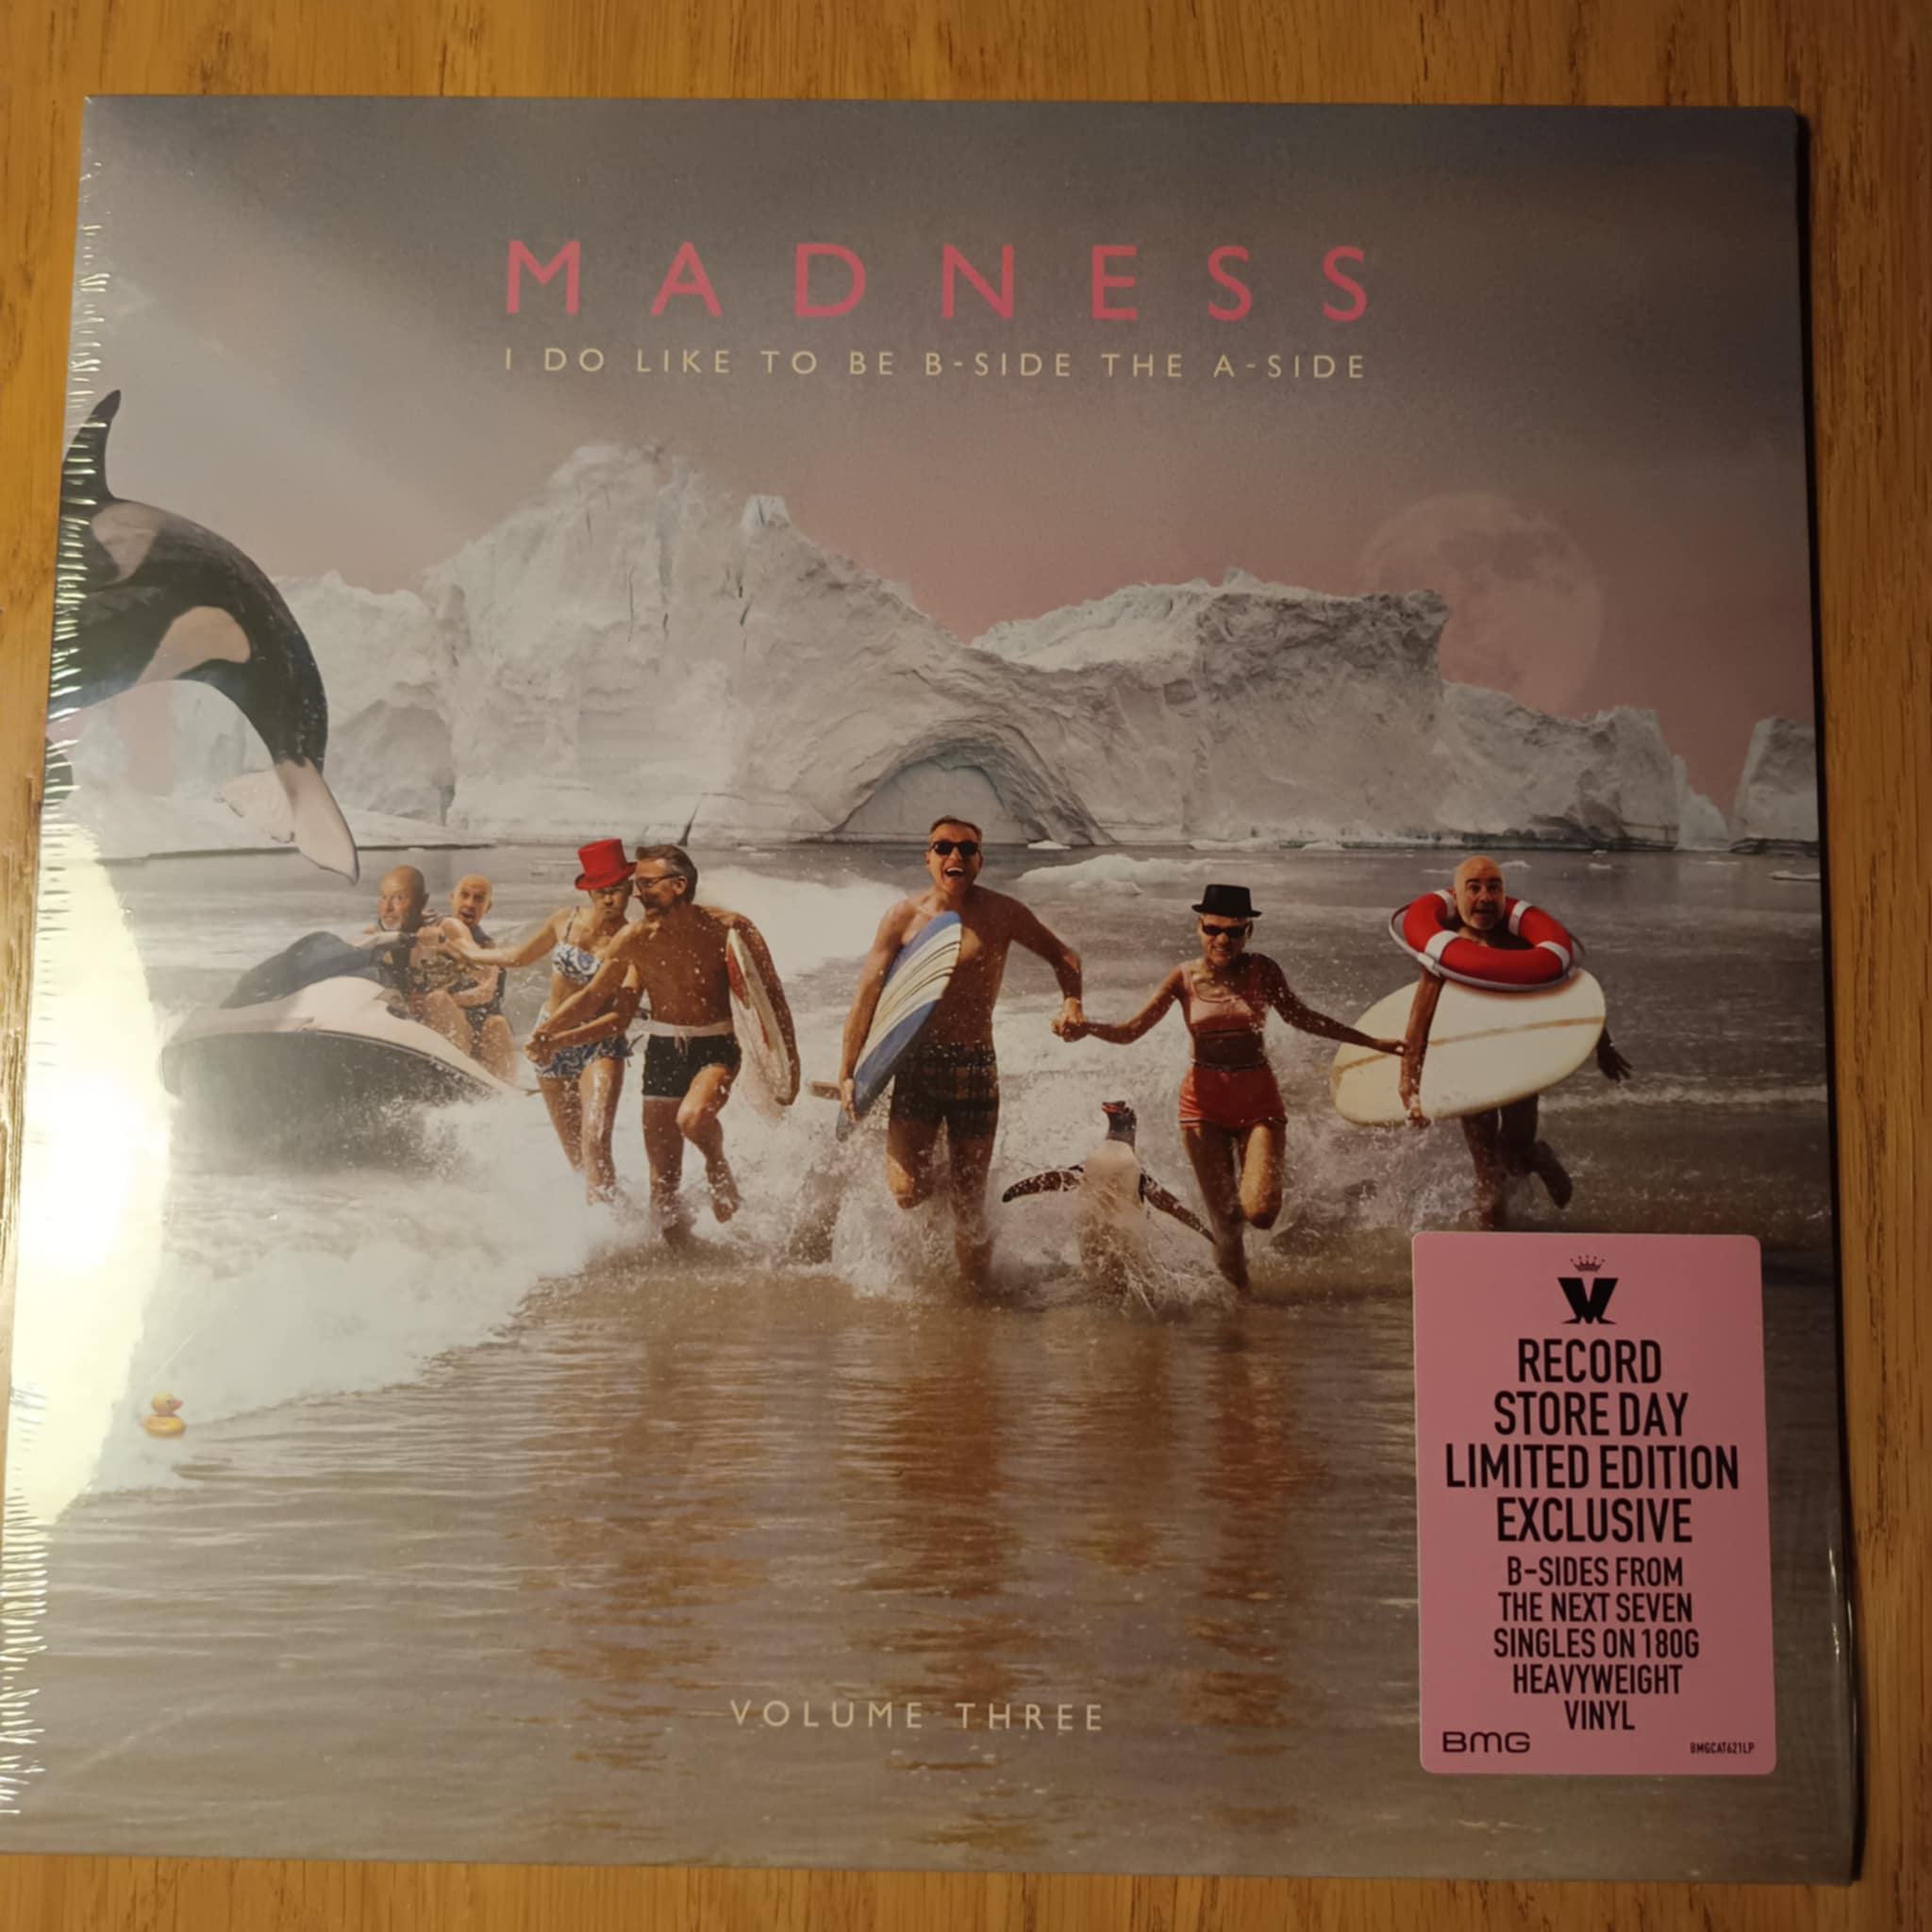 MADNESS
I DO LIKE TO BE B-SIDE THE A-SIDE
RECORD
STORE DAY
LIMITED EDITION
EXCLUSIVE
B-SIDES FROM
THE NEXT SEVEN
SINGLES ON 180G
HEAVYWEIGHT
VINYL
BMG
BMGCAT621LP
VOLUME THREE